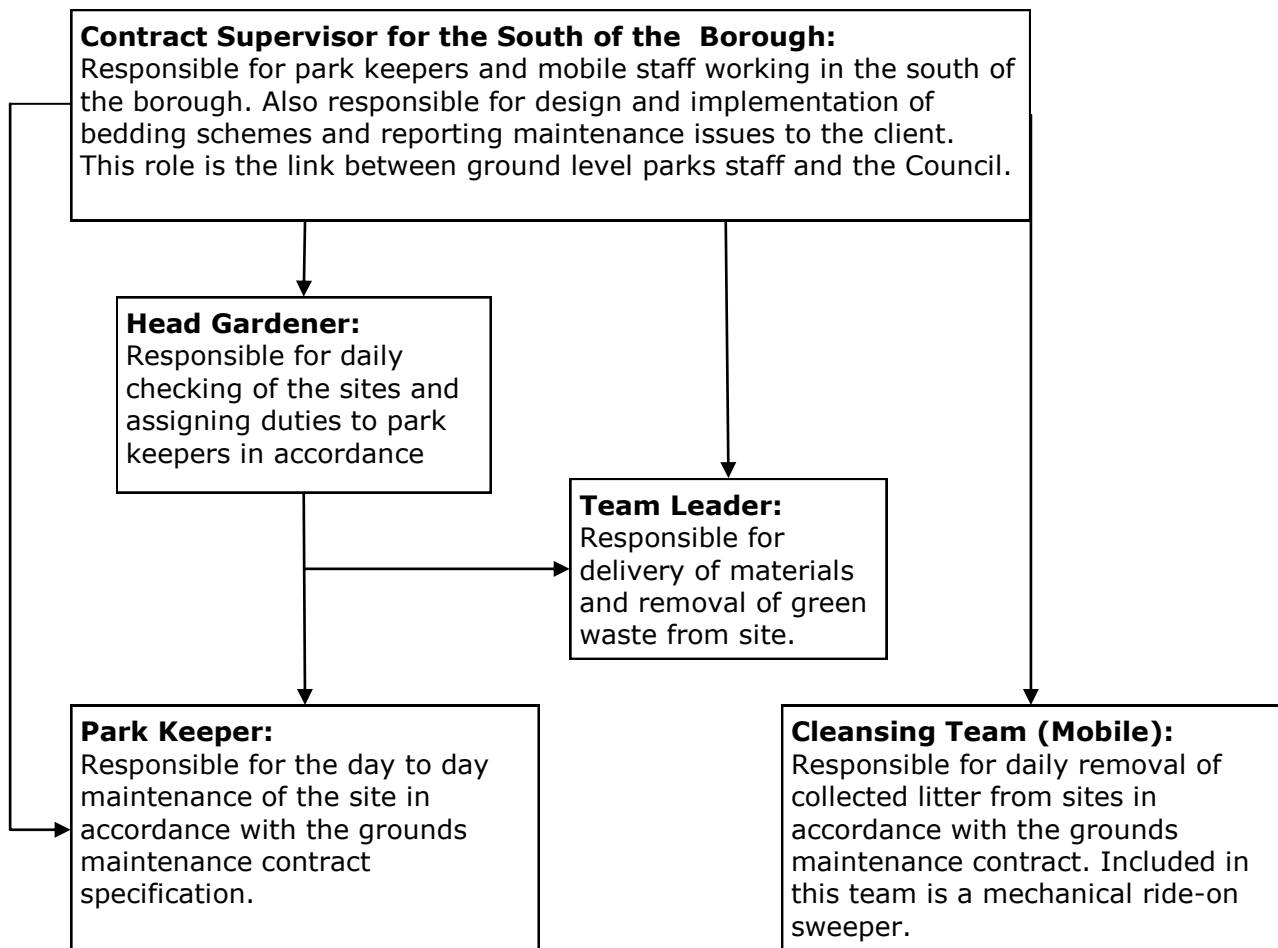 Contract Supervisor for the South of the Borough:
Responsible for park keepers and mobile staff working in the south of
the borough. Also responsible for design and implementation of
bedding schemes and reporting maintenance issues to the client.
This role is the link between ground level parks staff and the Council.
Head Gardener:
Responsible for daily
checking of the sites and
assigning duties to park
keepers in accordance
Team Leader:
Responsible for
delivery of materials
and removal of green
waste from site.
Park Keeper:
Responsible for the day to day
maintenance of the site in
accordance with the grounds
maintenance contract
specification.
Cleansing Team (Mobile):
Responsible for daily removal of
collected litter from sites in
accordance with the grounds
maintenance contract. Included in
this team is a mechanical ride-on
sweeper.